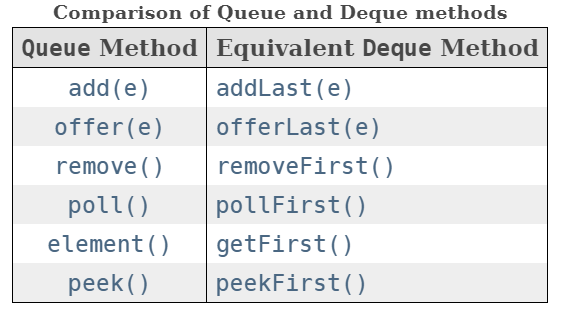 Comparison of Queue and Deque methods
Queue Method Equivalent Deque Method
add(e) addLast(e)
offer(e) offerLast(e)
remove() removeFirst()
poll() pollFirst()
element() getFirst()
peek() peekFirst()